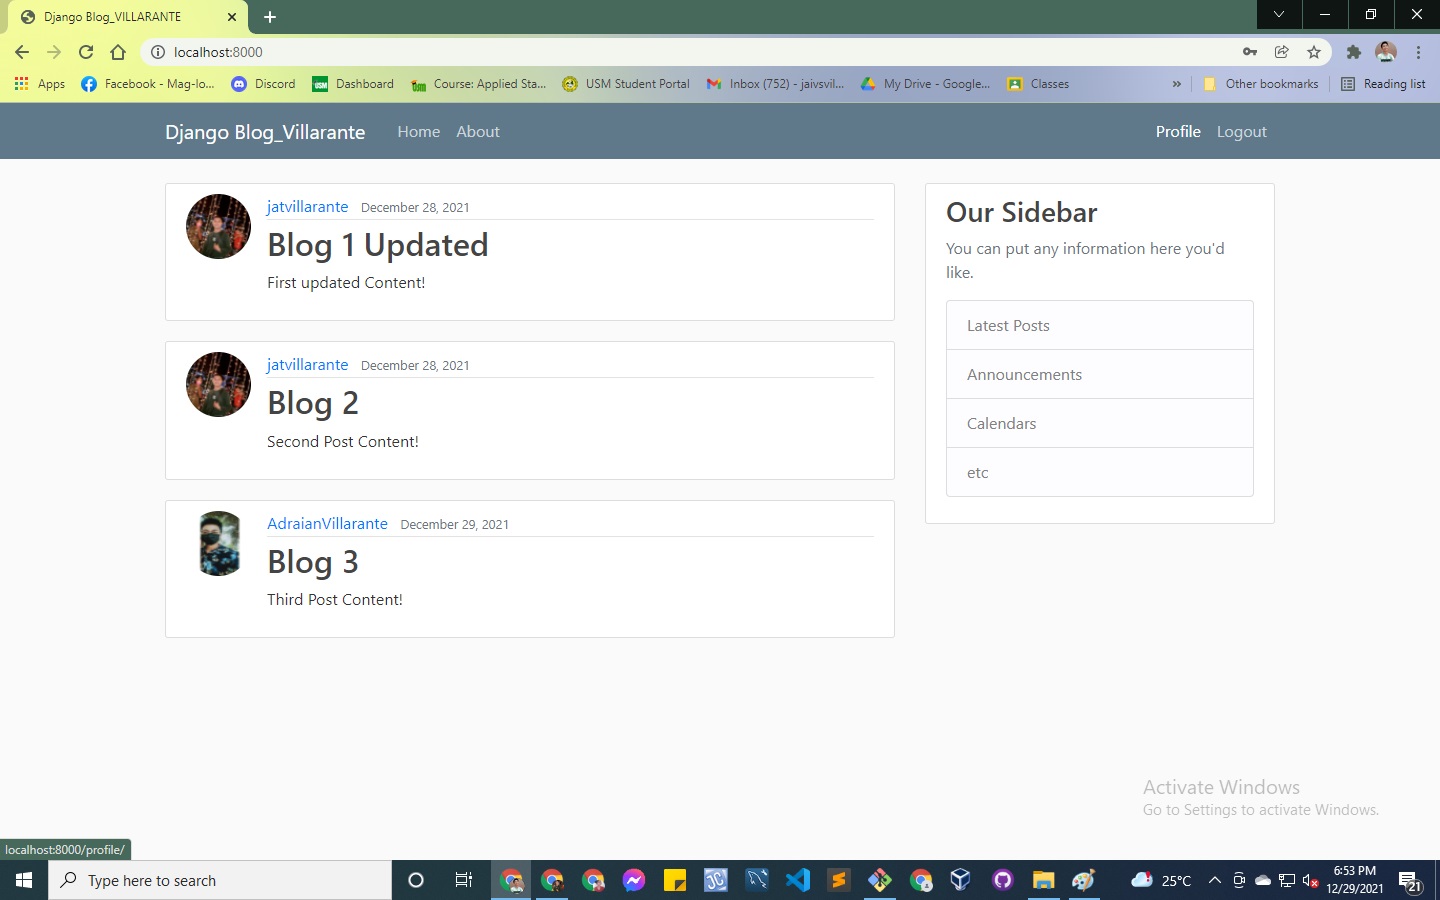 Django Blog_VILLARANTE
localhost:8000
Apps
Facebook - Mag-lo...
Discord
USM
Dashboard
Course: Applied Sta...
USM Student Portal
Inbox (752) - jaivsvil...
My Drive - Google...
Classes
»
Other bookmarks
Reading list
Django Blog_Villarante
Home
About
Profile
Logout
jatvillarante December 28, 2021
Blog 1 Updated
First updated Content!
jatvillarante December 28, 2021
Blog 2
Second Post Content!
AdraianVillarante December 29, 2021
Blog 3
Third Post Content!
Our Sidebar
You can put any information here you'd
like.
Latest Posts
Announcements
Calendars
etc
Activate Windows
Go to Settings to activate Windows.
localhost:8000/profile/
Type here to search
25°C
6:53 PM
12/29/2021
21